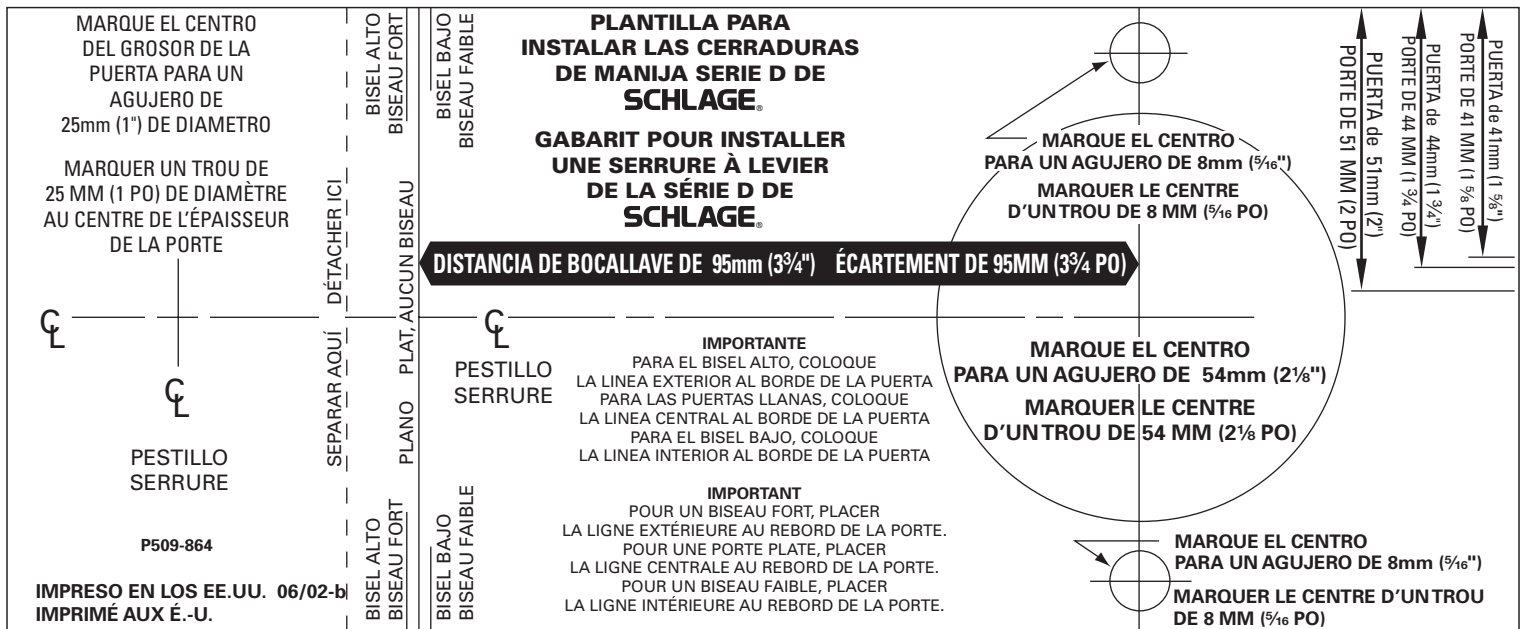 MARQUE EL CENTRO
DEL GROSOR DE LA
PUERTA PARA UN
AGUJERO DE
25mm (1") DE DIAMETRO
MARQUER UN TROU DE
25 MM (1 PO) DE DIAMÈTRE
AU CENTRE DE L'ÉPAISSEUR
DE LA PORTE
℄
℄
PESTILLO
SERRURE
P509-864
IMPRESO EN LOS EE.UU. 06/02-b
IMPRIMÉ AUX É.-U.
SEPARAR AQUÍ DÉTACHER ICI
BISEL ALTO
BISEAU FORT
PLANO PLAT, AUCUN BISEAU
BISEL ALTO
BISEAU FORT
BISEL BAJO
BISEAU FAIBLE
BISEL BAJO
BISEAU FAIBLE
PLANTILLA PARA
INSTALAR LAS CERRADURAS
DE MANIJA SERIE D DE
SCHLAGE®
GABARIT POUR INSTALLER
UNE SERRURE À LEVIER
DE LA SÉRIE D DE
SCHLAGE®
DISTANCIA DE BOCALLAVE DE 95mm (3¾") ÉCARTEMENT DE 95MM (3¾ PO)
℄
PESTILLO
SERRURE
IMPORTANTE
PARA EL BISEL ALTO, COLOQUE
LA LINEA EXTERIOR AL BORDE DE LA PUERTA
PARA LAS PUERTAS LLANAS, COLOQUE
LA LINEA CENTRAL AL BORDE DE LA PUERTA
PARA EL BISEL BAJO, COLOQUE
LA LINEA INTERIOR AL BORDE DE LA PUERTA
IMPORTANT
POUR UN BISEAU FORT, PLACER
LA LIGNE EXTÉRIEURE AU REBORD DE LA PORTE.
POUR UNE PORTE PLATE, PLACER
LA LIGNE CENTRALE AU REBORD DE LA PORTE.
POUR UN BISEAU FAIBLE, PLACER
LA LIGNE INTÉRIEURE AU REBORD DE LA PORTE.
MARQUE EL CENTRO
PARA UN AGUJERO DE 8mm (5⁄16")
MARQUER LE CENTRE
D'UN TROU DE 8 MM (5⁄16 PO)
MARQUE EL CENTRO
PARA UN AGUJERO DE 54mm (2⅛")
MARQUER LE CENTRE
D'UN TROU DE 54 MM (2⅛ PO)
MARQUE EL CENTRO
PARA UN AGUJERO DE 8mm (5⁄16")
MARQUER LE CENTRE D'UN TROU
DE 8 MM (5⁄16 PO)
PUERTA de 51mm (2")
PORTE DE 51 MM (2 PO)
PUERTA de 44mm (1 ¾")
PORTE DE 44 MM (1 ¾ PO)
PUERTA de 41mm (1 ⅝")
PORTE DE 41 MM (1 ⅝ PO)